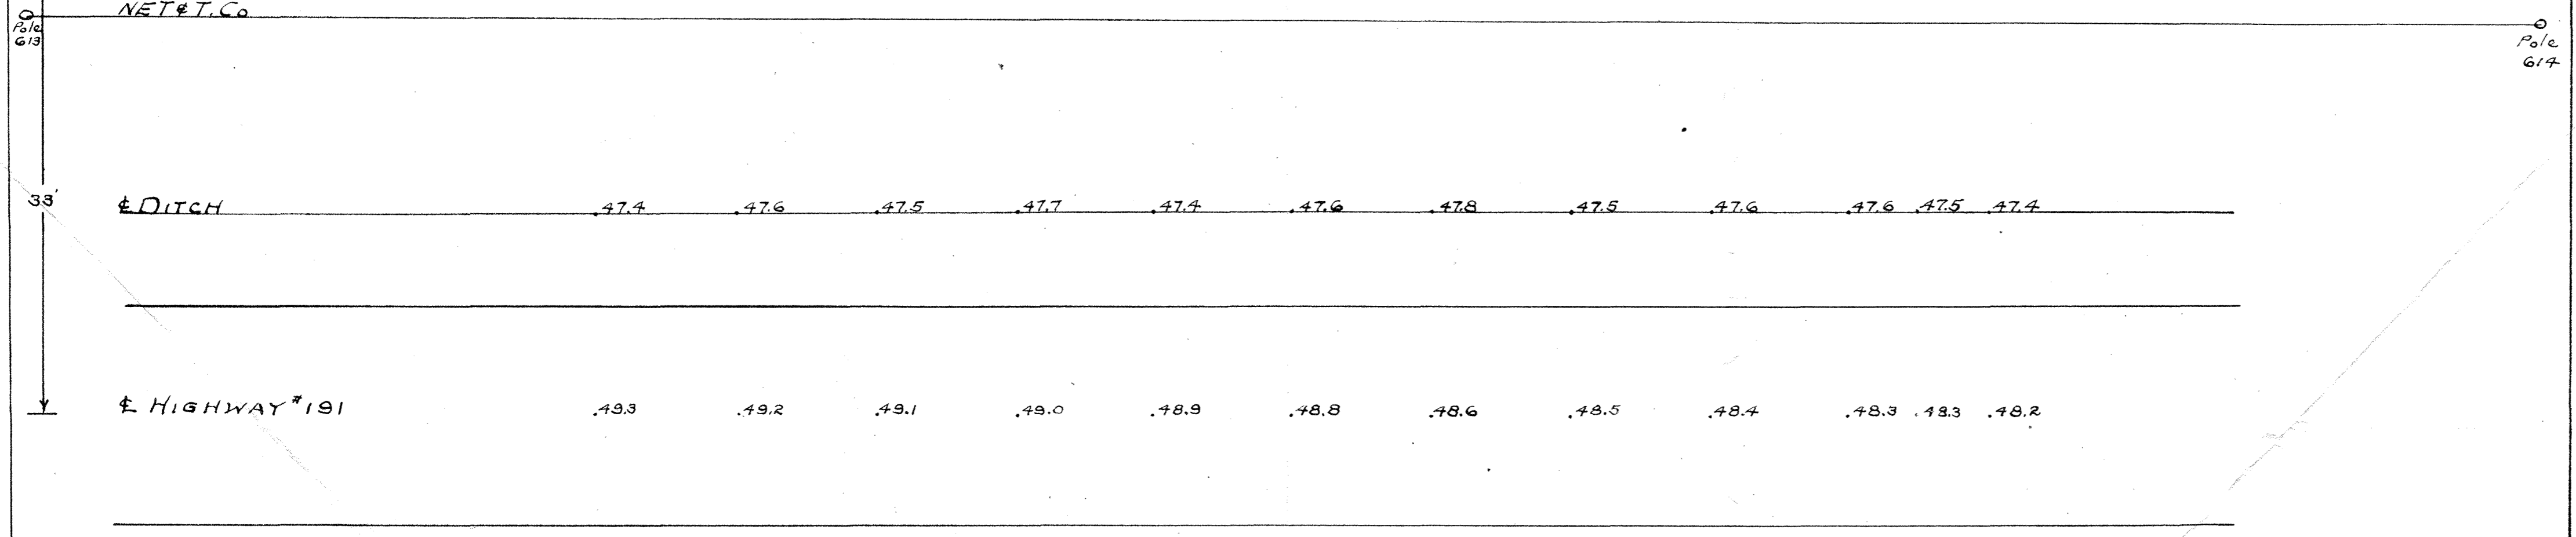 NET&T.Co
Pole
613
Pole
614
33'
℄ DITCH .47.4 .47.6 .47.5 .47.7 .47.4 .47.6 .47.8 .47.5 .47.6 .47.6 .47.5 .47.4
℄ HIGHWAY #191 .49.3 .49.2 .49.1 .49.0 .48.9 .48.8 .48.6 .48.5 .48.4 .48.3 .48.3 .48.2